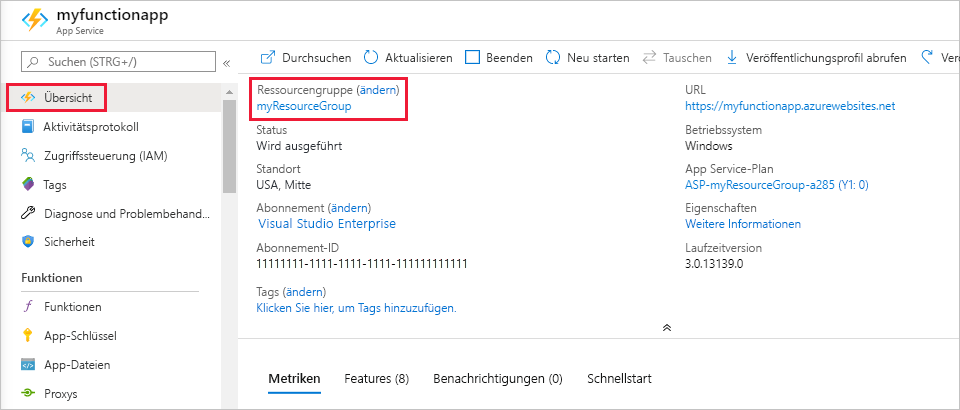 myfunctionapp
App Service
Suchen (STRG+/)
«
Durchsuchen
Aktualisieren
Beenden
Neu starten
Tauschen
Veröffentlichungsprofil abrufen
Übersicht
Aktivitätsprotokoll
Zugriffssteuerung (IAM)
Tags
Diagnose und Problembehand...
Sicherheit
Funktionen
Funktionen
App-Schlüssel
App-Dateien
Proxys
Ressourcengruppe (ändern)
myResourceGroup
Status
Wird ausgeführt
Standort
USA, Mitte
Abonnement (ändern)
Visual Studio Enterprise
Abonnement-ID
11111111-1111-1111-1111-111111111111
Tags (ändern)
Klicken Sie hier, um Tags hinzuzufügen.
URL
https://myfunctionapp.azurewebsites.net
Betriebssystem
Windows
App Service-Plan
ASP-myResourceGroup-a285 (Y1: 0)
Eigenschaften
Weitere Informationen
Laufzeitversion
3.0.13139.0
Metriken
Features (8)
Benachrichtigungen (0)
Schnellstart